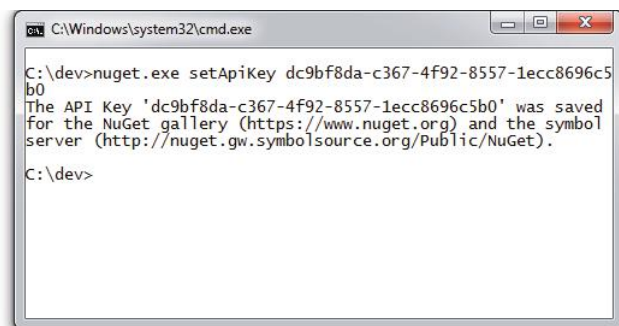 C:\Windows\system32\cmd.exe
C:\dev>nuget.exe setApiKey dc9bf8da-c367-4f92-8557-1ecc8696c5
b0
The API Key 'dc9bf8da-c367-4f92-8557-1ecc8696c5b0' was saved
for the NuGet gallery (https://www.nuget.org) and the symbol
server (http://nuget.gw.symbolsource.org/Public/NuGet).
C:\dev>